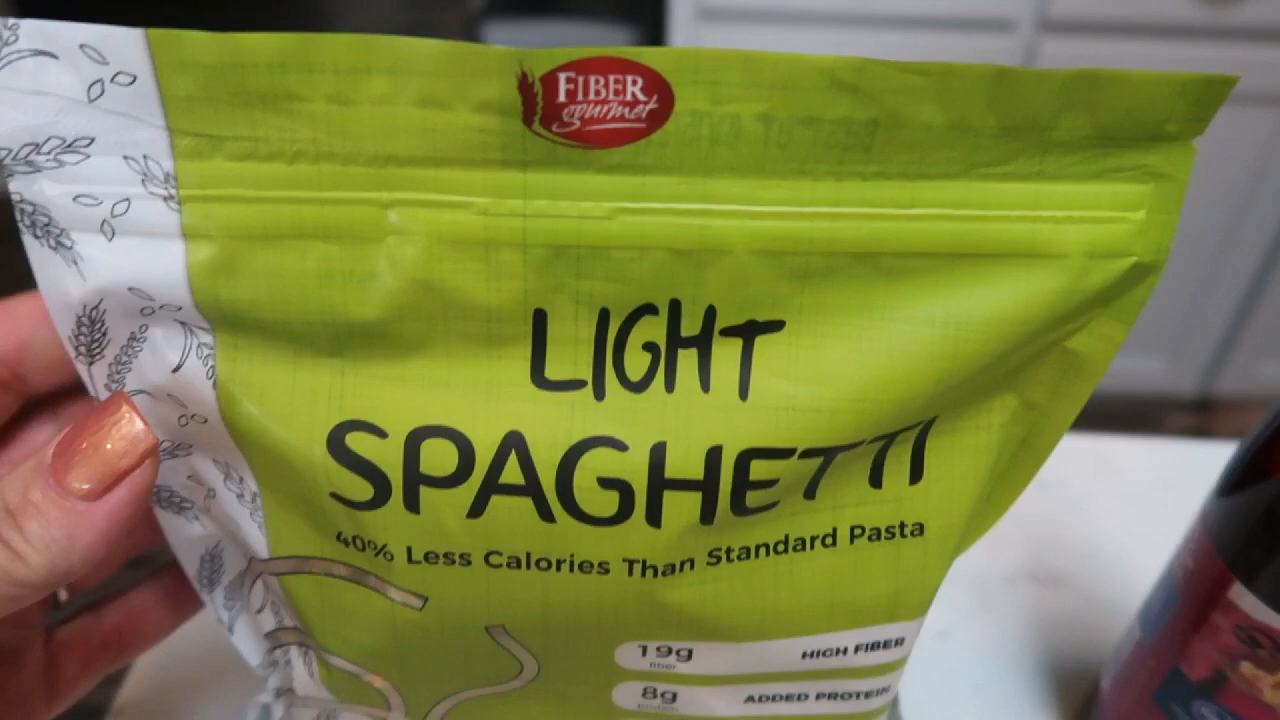 FIBER
gourmet
LIGHT
SPAGHETTI
40% Less Calories Than Standard Pasta
19g HIGH FIBER
fiber
8g ADDED PROTEIN
protein